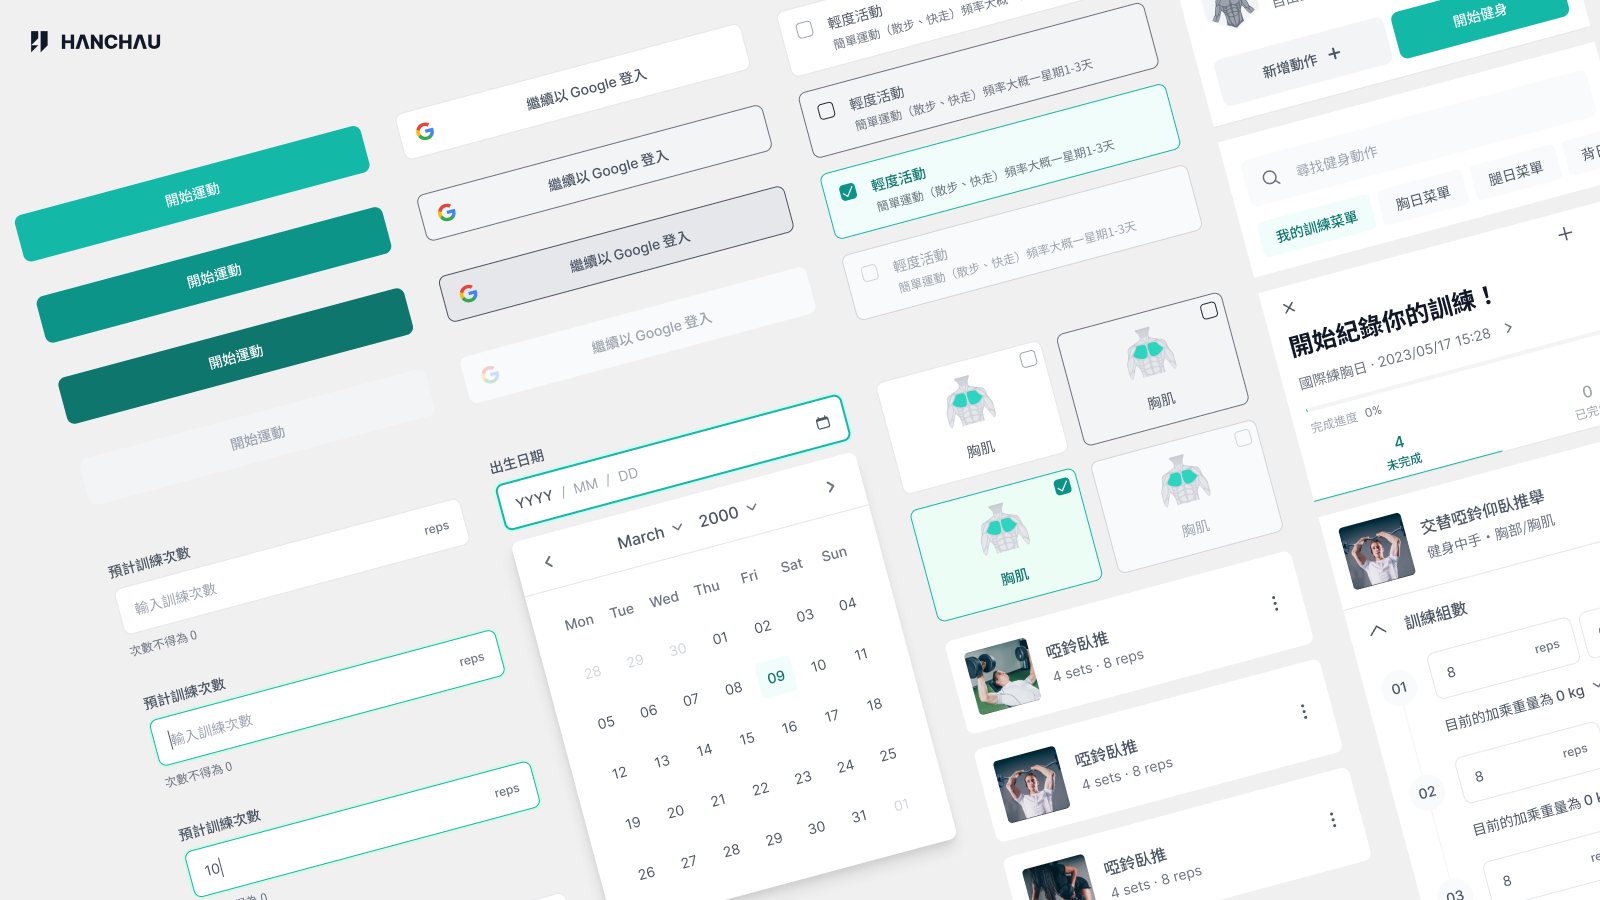 HANCHAU
開始運動
開始運動
開始運動
開始運動
預計訓練次數
reps
輸入訓練次數
次數不得為 0
預計訓練次數
reps
輸入訓練次數
次數不得為 0
預計訓練次數
reps
10
為 0
繼續以 Google 登入
繼續以 Google 登入
繼續以 Google 登入
繼續以 Google 登入
出生日期
YYYY / MM / DD
March 2000
Mon Tue Wed Thu Fri Sat Sun
28 29 30 01 02 03 04
05 06 07 08 09 10 11
12 13 14 15 16 17 18
19 20 21 22 23 24 25
26 27 28 29 30 31 01
輕度活動
簡單運動（散步、快走）頻率大概一星期1-3天
輕度活動
簡單運動（散步、快走）頻率大概一星期1-3天
輕度活動
簡單運動（散步、快走）頻率大概一星期1-3天
輕度活動
簡單運動（散步、快走）頻率大概一星期1-3天
胸肌
胸肌
胸肌
胸肌
啞鈴臥推
4 sets · 8 reps
啞鈴臥推
4 sets · 8 reps
啞鈴臥推
4 sets · 8 reps
新增動作 +
開始健身
尋找健身動作
我的訓練菜單 胸日菜單 腿日菜單 背日
開始紀錄你的訓練！
國際練胸日 · 2023/05/17 15:28
完成進度 0%
4
未完成
0
已完
交替啞鈴仰臥推舉
健身中手・胸部/胸肌
訓練組數
01
8 reps
目前的加乘重量為 0 kg
02
8 reps
目前的加乘重量為 0 k
03
8 re